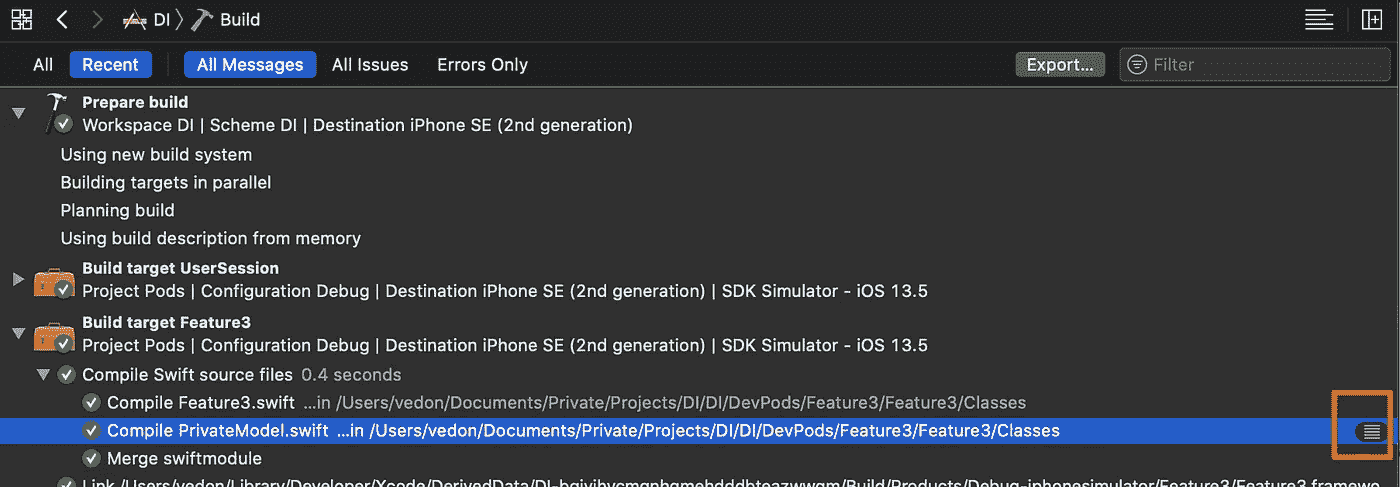 DI Build
All Recent All Messages All Issues Errors Only Export... Filter
Prepare build
Workspace DI | Scheme DI | Destination iPhone SE (2nd generation)
Using new build system
Building targets in parallel
Planning build
Using build description from memory
Build target UserSession
Project Pods | Configuration Debug | Destination iPhone SE (2nd generation) | SDK Simulator - iOS 13.5
Build target Feature3
Project Pods | Configuration Debug | Destination iPhone SE (2nd generation) | SDK Simulator - iOS 13.5
Compile Swift source files 0.4 seconds
Compile Feature3.swift ...in /Users/vedon/Documents/Private/Projects/DI/DI/DevPods/Feature3/Feature3/Classes
Compile PrivateModel.swift ...in /Users/vedon/Documents/Private/Projects/DI/DI/DevPods/Feature3/Feature3/Classes
Merge swiftmodule
Link